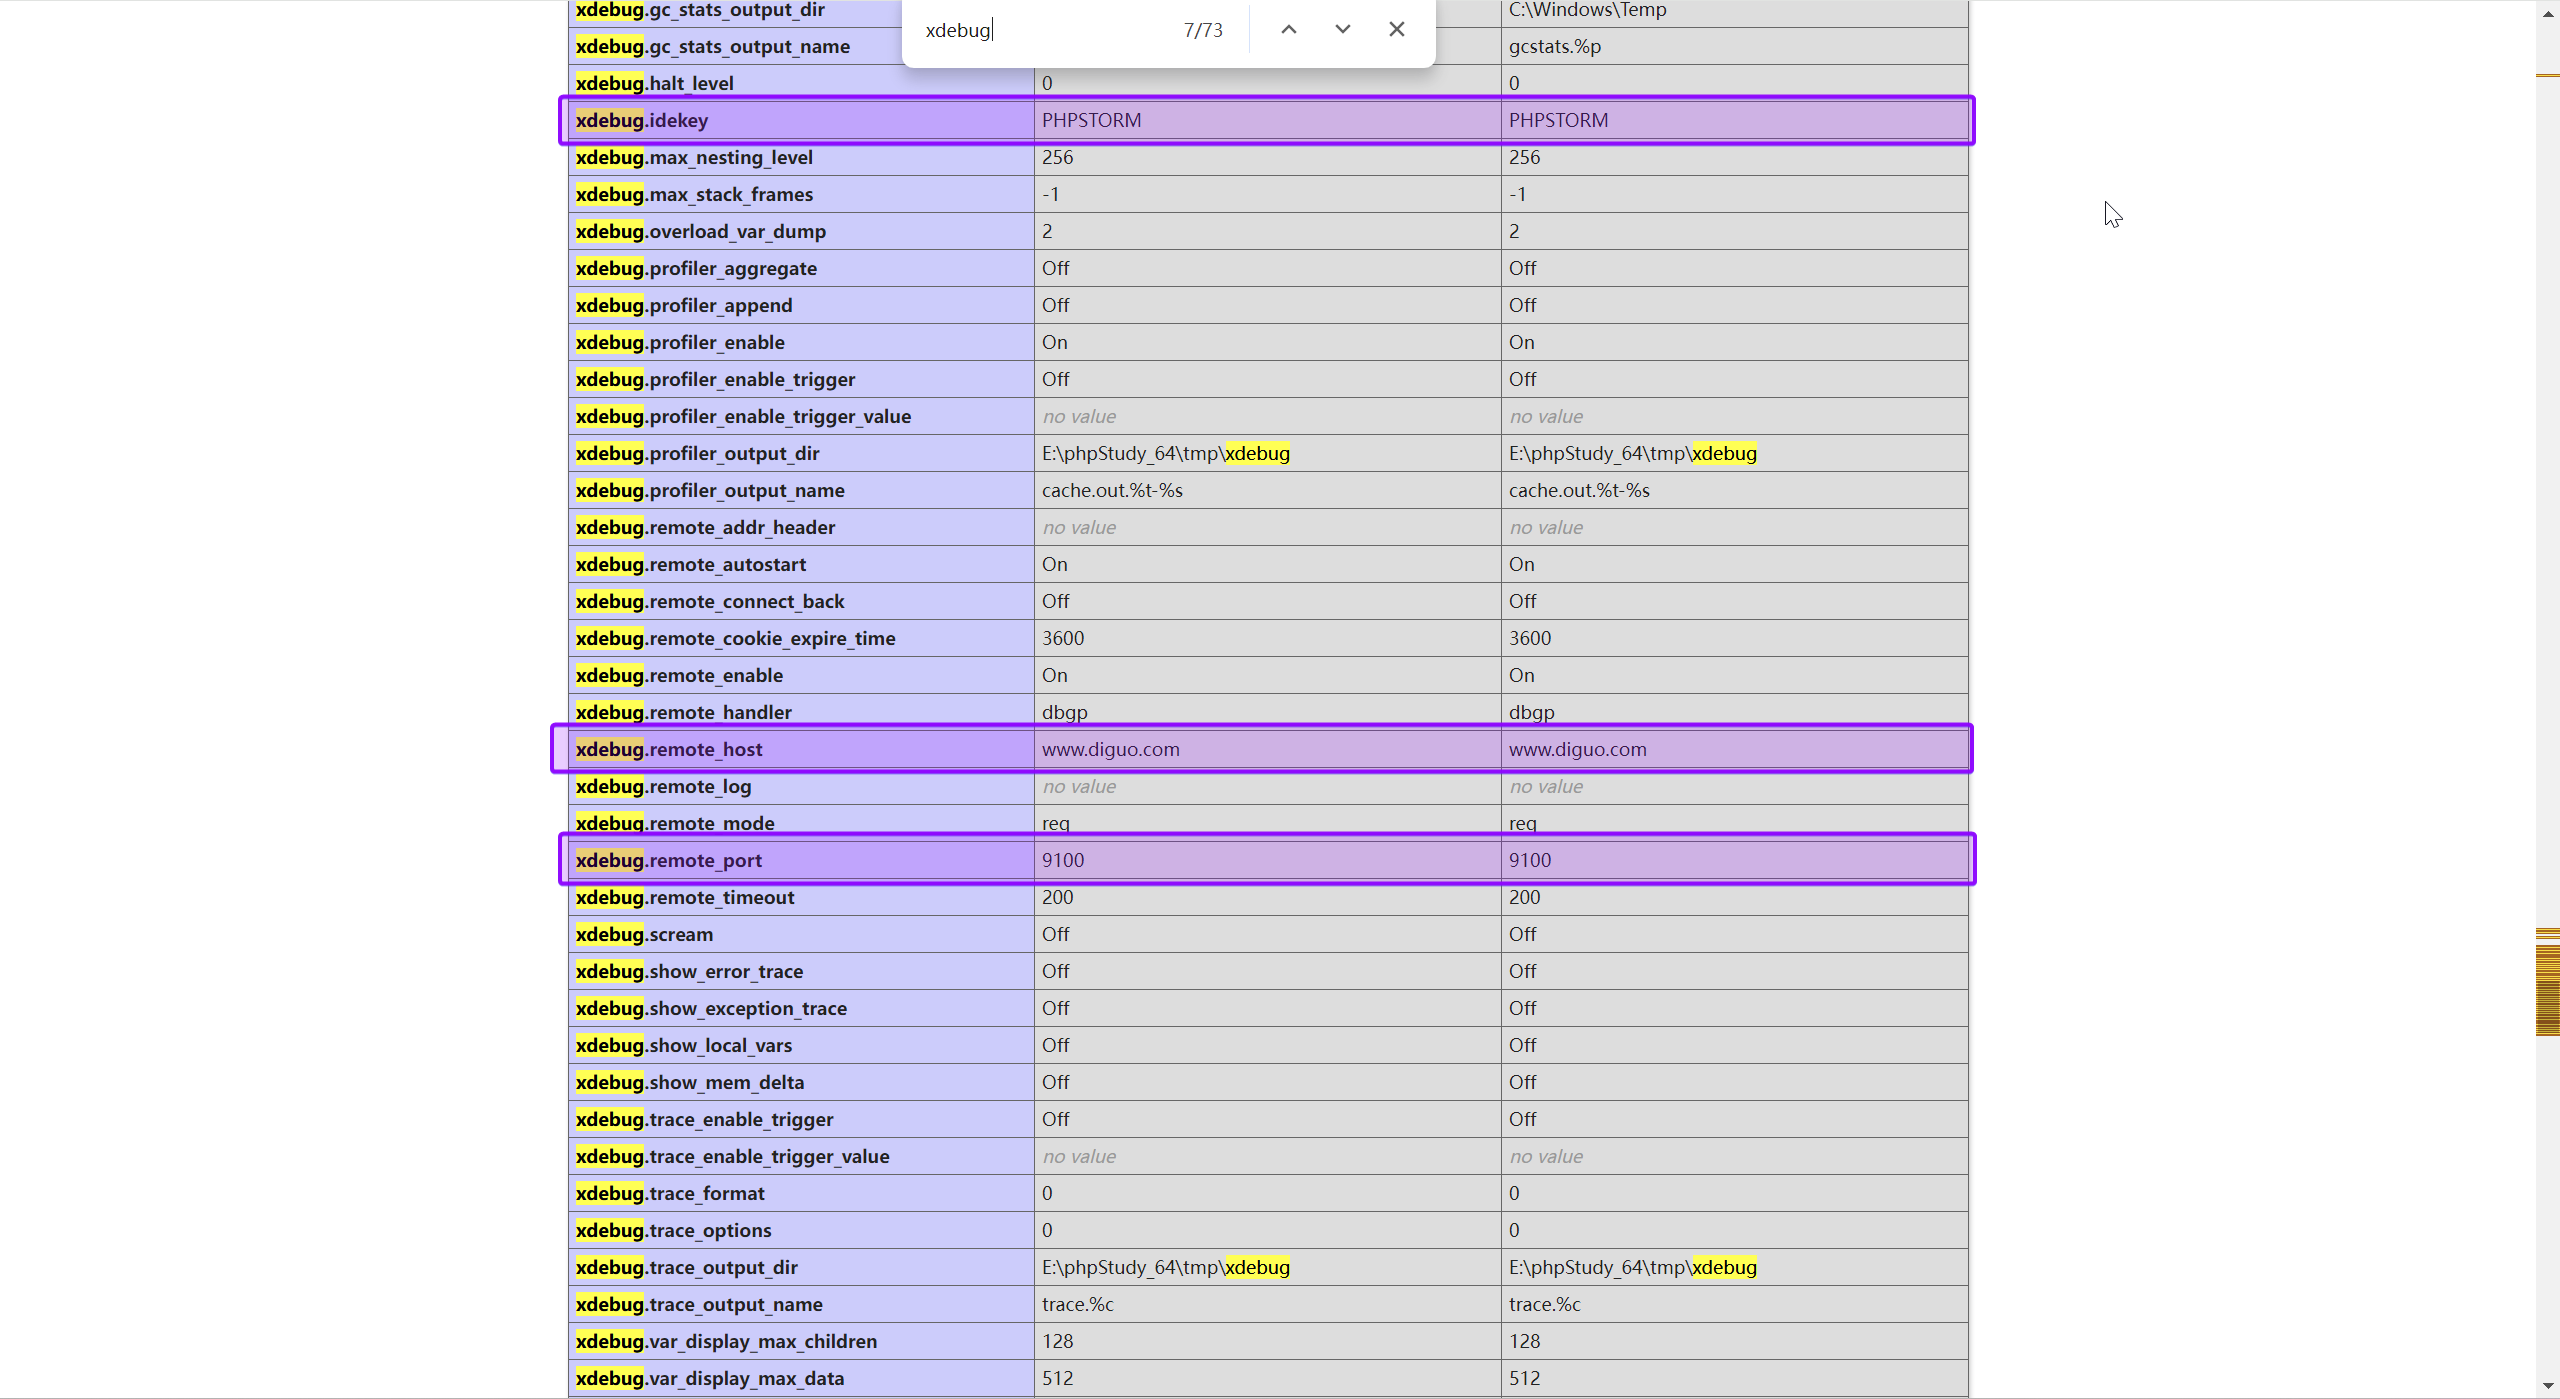 xdebug 7/73
xdebug.gc_stats_output_dir C:\Windows\Temp
xdebug.gc_stats_output_name gcstats.%p
xdebug.halt_level 0 0
xdebug.idekey PHPSTORM PHPSTORM
xdebug.max_nesting_level 256 256
xdebug.max_stack_frames -1 -1
xdebug.overload_var_dump 2 2
xdebug.profiler_aggregate Off Off
xdebug.profiler_append Off Off
xdebug.profiler_enable On On
xdebug.profiler_enable_trigger Off Off
xdebug.profiler_enable_trigger_value no value no value
xdebug.profiler_output_dir E:\phpStudy_64\tmp\xdebug E:\phpStudy_64\tmp\xdebug
xdebug.profiler_output_name cache.out.%t-%s cache.out.%t-%s
xdebug.remote_addr_header no value no value
xdebug.remote_autostart On On
xdebug.remote_connect_back Off Off
xdebug.remote_cookie_expire_time 3600 3600
xdebug.remote_enable On On
xdebug.remote_handler dbgp dbgp
xdebug.remote_host www.diguo.com www.diguo.com
xdebug.remote_log no value no value
xdebug.remote_mode req req
xdebug.remote_port 9100 9100
xdebug.remote_timeout 200 200
xdebug.scream Off Off
xdebug.show_error_trace Off Off
xdebug.show_exception_trace Off Off
xdebug.show_local_vars Off Off
xdebug.show_mem_delta Off Off
xdebug.trace_enable_trigger Off Off
xdebug.trace_enable_trigger_value no value no value
xdebug.trace_format 0 0
xdebug.trace_options 0 0
xdebug.trace_output_dir E:\phpStudy_64\tmp\xdebug E:\phpStudy_64\tmp\xdebug
xdebug.trace_output_name trace.%c trace.%c
xdebug.var_display_max_children 128 128
xdebug.var_display_max_data 512 512